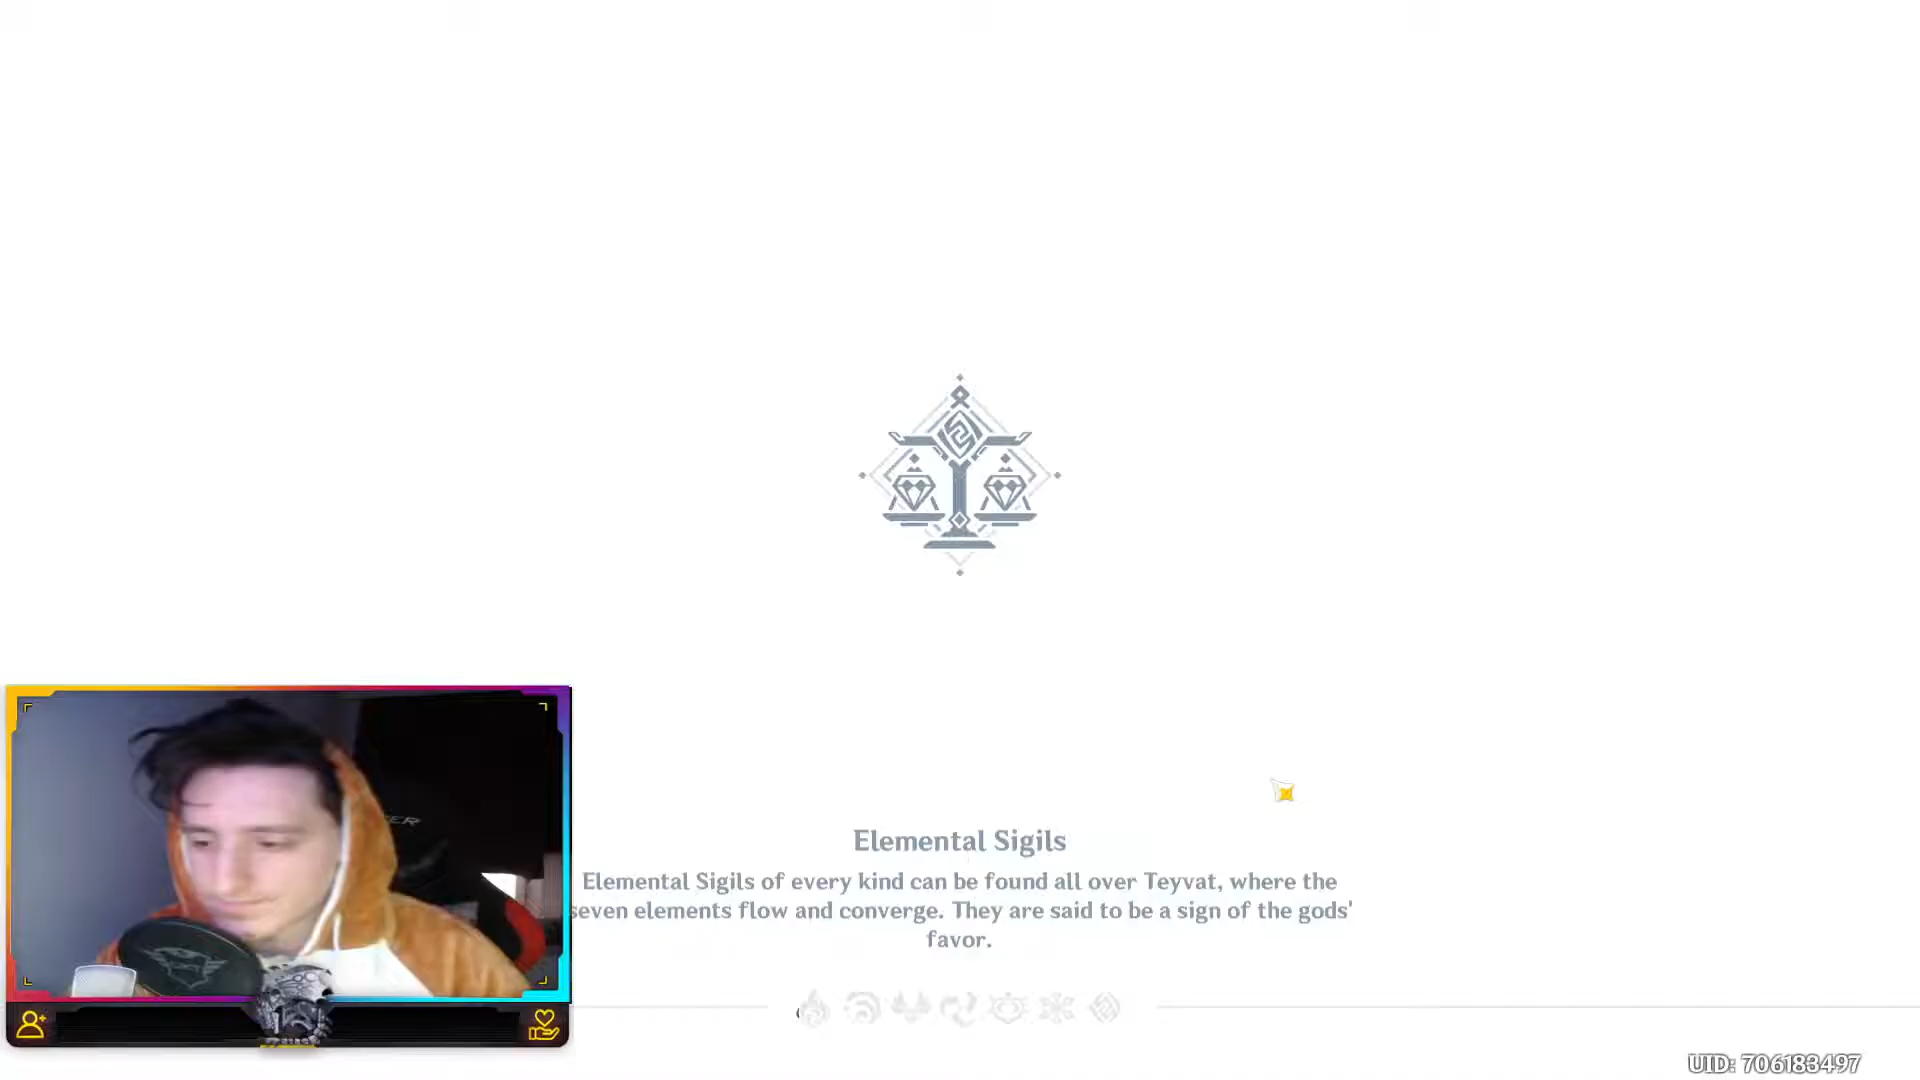 Elemental Sigils
Elemental Sigils of every kind can be found all over Teyvat, where the
seven elements flow and converge. They are said to be a sign of the gods'
favor.
UID: 706183497